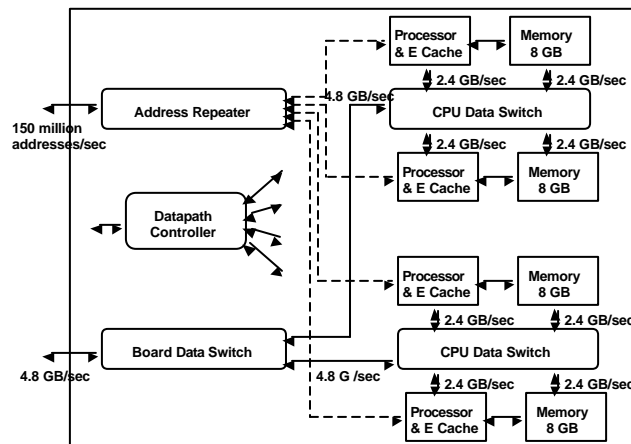 Processor
& E Cache
Memory
8 GB
4.8 GB/sec
2.4 GB/sec
2.4 GB/sec
Address Repeater
CPU Data Switch
150 million
addresses/sec
2.4 GB/sec
2.4 GB/sec
Processor
& E Cache
Memory
8 GB
Datapath
Controller
Processor
& E Cache
Memory
8 GB
2.4 GB/sec
2.4 GB/sec
Board Data Switch
CPU Data Switch
4.8 GB/sec
4.8 G /sec
2.4 GB/sec
2.4 GB/sec
Processor
& E Cache
Memory
8 GB